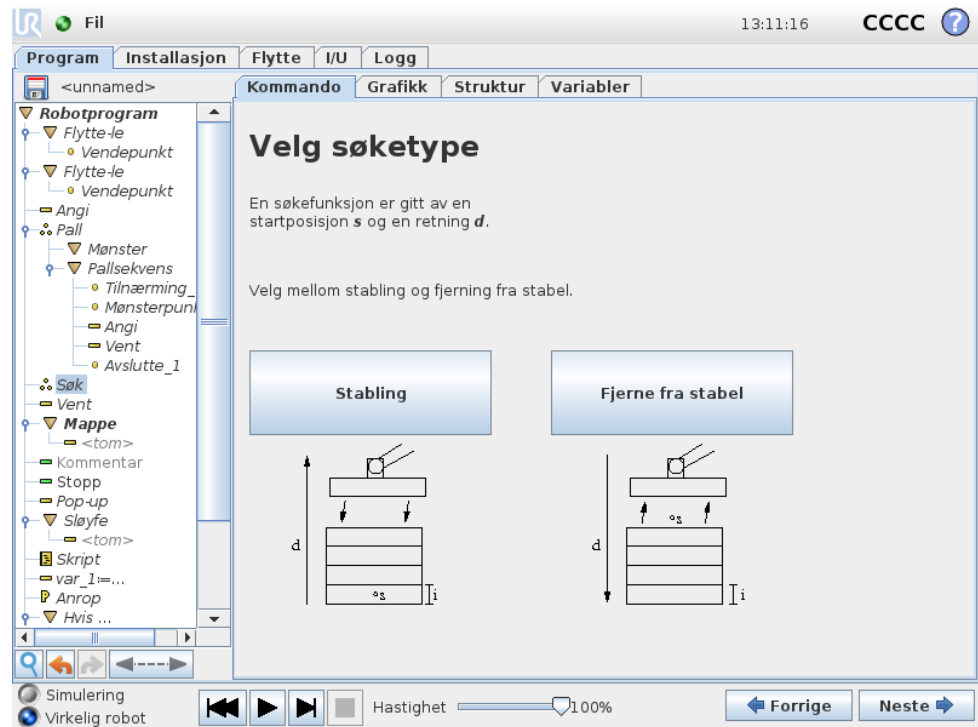 UR Fil 13:11:16 CCCC ?
Program Installasjon Flytte I/U Logg
<unnamed>
Kommando Grafikk Struktur Variabler
Robotprogram
Flytte-le
Vendepunkt
Flytte-le
Vendepunkt
Angi
Pall
Mønster
Pallsekvens
Tilnærming_
Mønsterpunl
Angi
Vent
Avslutte_1
Søk
Vent
Mappe
<tom>
Kommentar
Stopp
Pop-up
Sløyfe
<tom>
Skript
var_1:=...
P Anrop
Hvis ...
Velg søketype
En søkefunksjon er gitt av en
startposisjon s og en retning d.
Velg mellom stabling og fjerning fra stabel.
Stabling
Fjerne fra stabel
d
s
i
d
s
i
Simulering
Virkelig robot
Hastighet 100%
Forrige
Neste